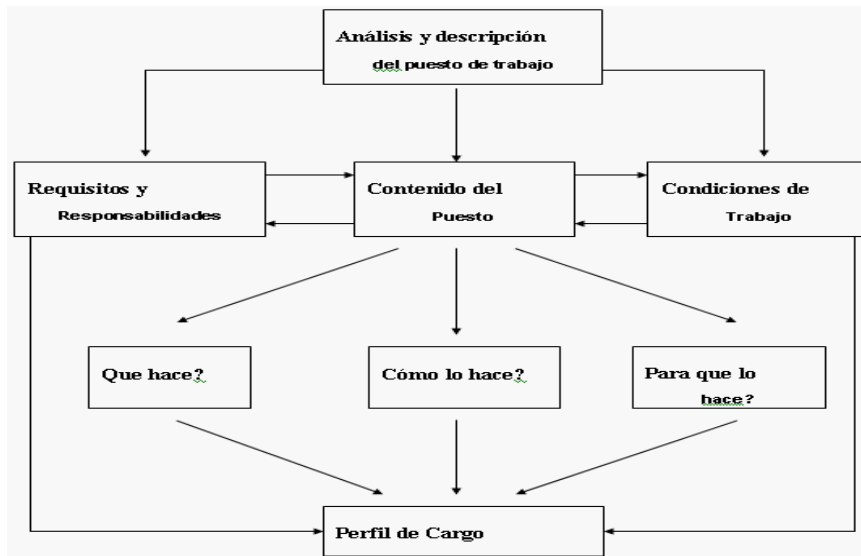 Análisis y descripción
del puesto de trabajo
Requisitos y
Responsabilidades
Contenido del
Puesto
Condiciones de
Trabajo
Que hace?
Cómo lo hace?
Para que lo
hace?
Perfil de Cargo